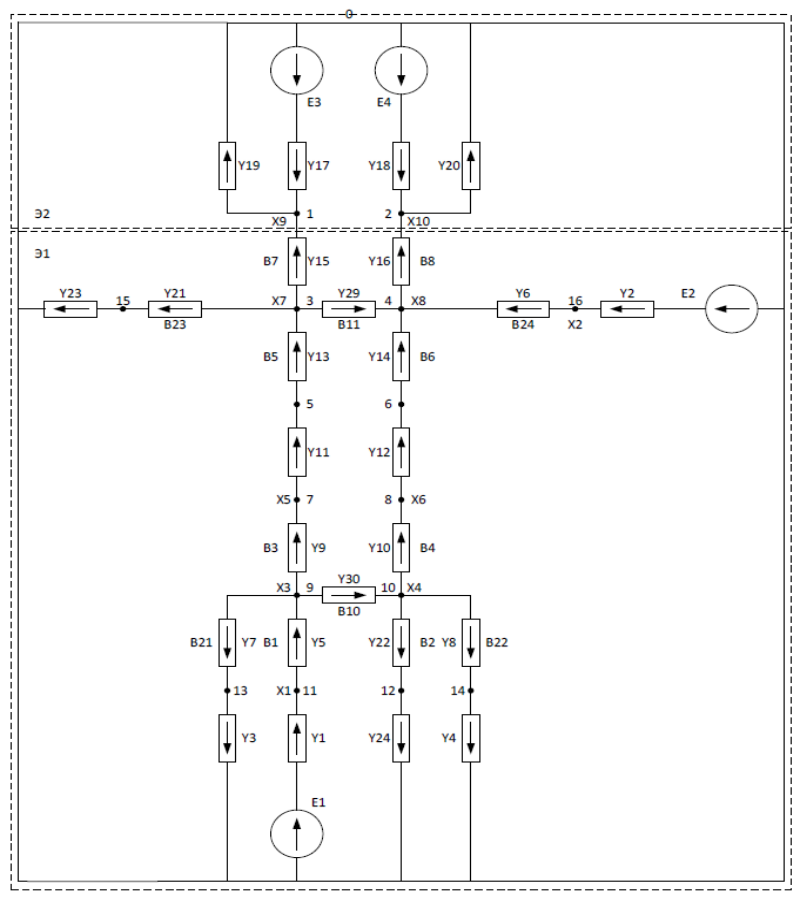 0
E3 E4
Y19 Y17 Y18 Y20
Э2 X9 1 2 X10
Э1 B7 Y15 Y16 B8
Y23 15 Y21 X7 3 Y29 4 X8 Y6 16 Y2 E2
B23 B11 B24 X2
B5 Y13 Y14 B6
5 6
Y11 Y12
X5 7 8 X6
B3 Y9 Y10 B4
X3 9 Y30 10 X4
B10
B21 Y7 B1 Y5 Y22 B2 Y8 B22
13 X1 11 12 14
Y3 Y1 Y24 Y4
E1